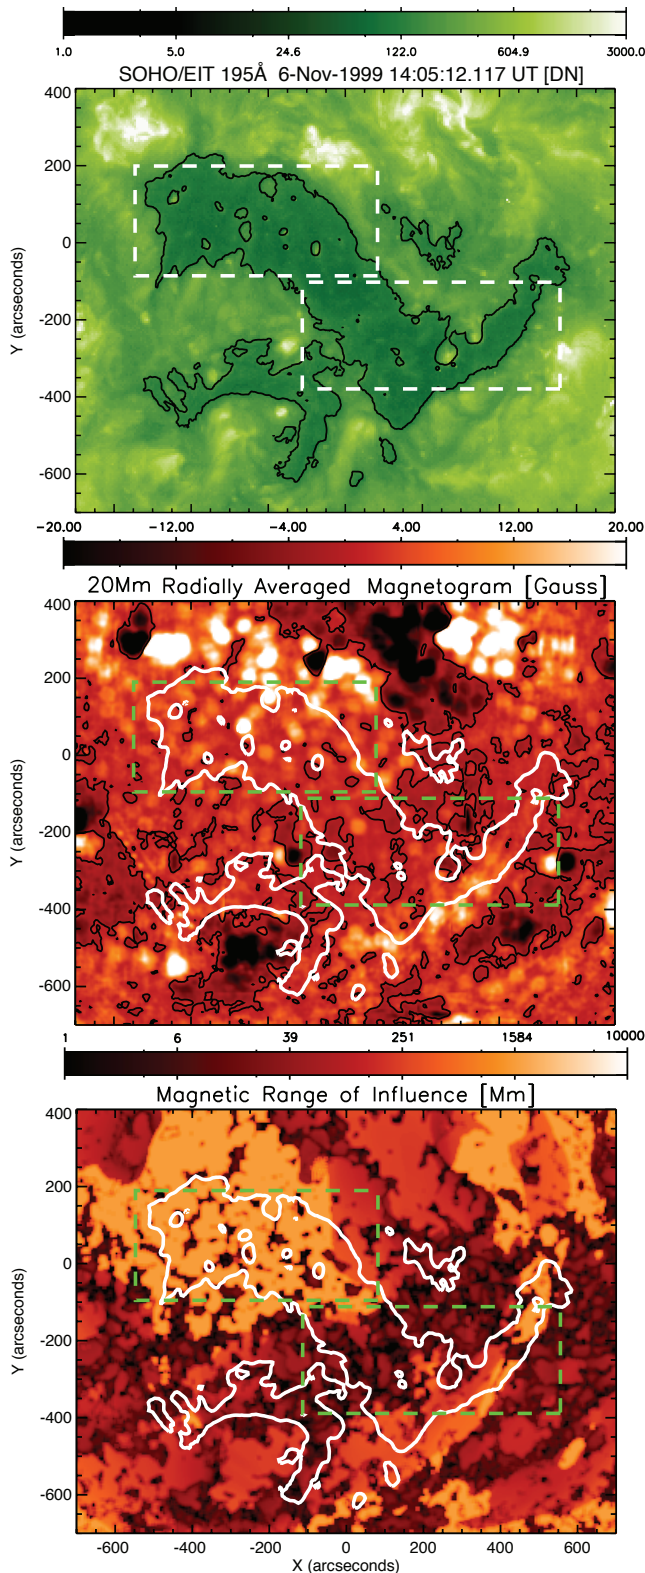 1.0 5.0 24.6 122.0 604.9 3000.0
SOHO/EIT 195Å 6-Nov-1999 14:05:12.117 UT [DN]
400
200
0
-200
-400
-600
Y (arcseconds)
-20.00 -12.00 -4.00 4.00 12.00 20.00
20Mm Radially Averaged Magnetogram [Gauss]
400
200
0
-200
-400
-600
Y (arcseconds)
1 6 39 251 1584 10000
Magnetic Range of Influence [Mm]
400
200
0
-200
-400
-600
Y (arcseconds)
-600 -400 -200 0 200 400 600
X (arcseconds)